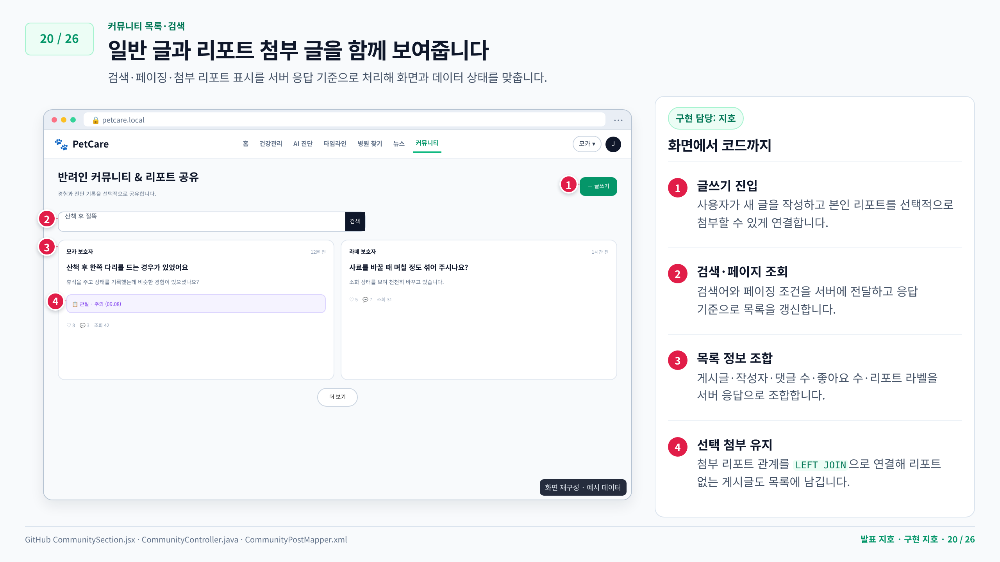 20 / 26
커뮤니티 목록·검색
일반 글과 리포트 첨부 글을 함께 보여줍니다
검색·페이징·첨부 리포트 표시를 서버 응답 기준으로 처리해 화면과 데이터 상태를 맞춥니다.
🔒 petcare.local
···
🐾 PetCare
홈 건강관리 AI 진단 타임라인 병원 찾기 뉴스 커뮤니티
모카 ▾
J
반려인 커뮤니티 & 리포트 공유
경험과 진단 기록을 선택적으로 공유합니다.
1
+ 글쓰기
2
산책 후 절뚝
검색
3
모카 보호자
12분 전
산책 후 한쪽 다리를 드는 경우가 있었어요
휴식을 주고 상태를 기록했는데 비슷한 경험이 있으셨나요?
4
📋 관절 · 주의 (09.08)
♡ 8 💬 3 조회 42
라떼 보호자
1시간 전
사료를 바꿀 때 며칠 정도 섞어 주시나요?
소화 상태를 보며 천천히 바꾸고 있습니다.
♡ 5 💬 7 조회 31
더 보기
화면 재구성 · 예시 데이터
구현 담당: 지호
화면에서 코드까지
1
글쓰기 진입
사용자가 새 글을 작성하고 본인 리포트를 선택적으로
첨부할 수 있게 연결합니다.
2
검색·페이지 조회
검색어와 페이징 조건을 서버에 전달하고 응답
기준으로 목록을 갱신합니다.
3
목록 정보 조합
게시글·작성자·댓글 수·좋아요 수·리포트 라벨을
서버 응답으로 조합합니다.
4
선택 첨부 유지
첨부 리포트 관계를 LEFT JOIN으로 연결해 리포트
없는 게시글도 목록에 남깁니다.
GitHub CommunitySection.jsx · CommunityController.java · CommunityPostMapper.xml
발표 지호 · 구현 지호 · 20 / 26